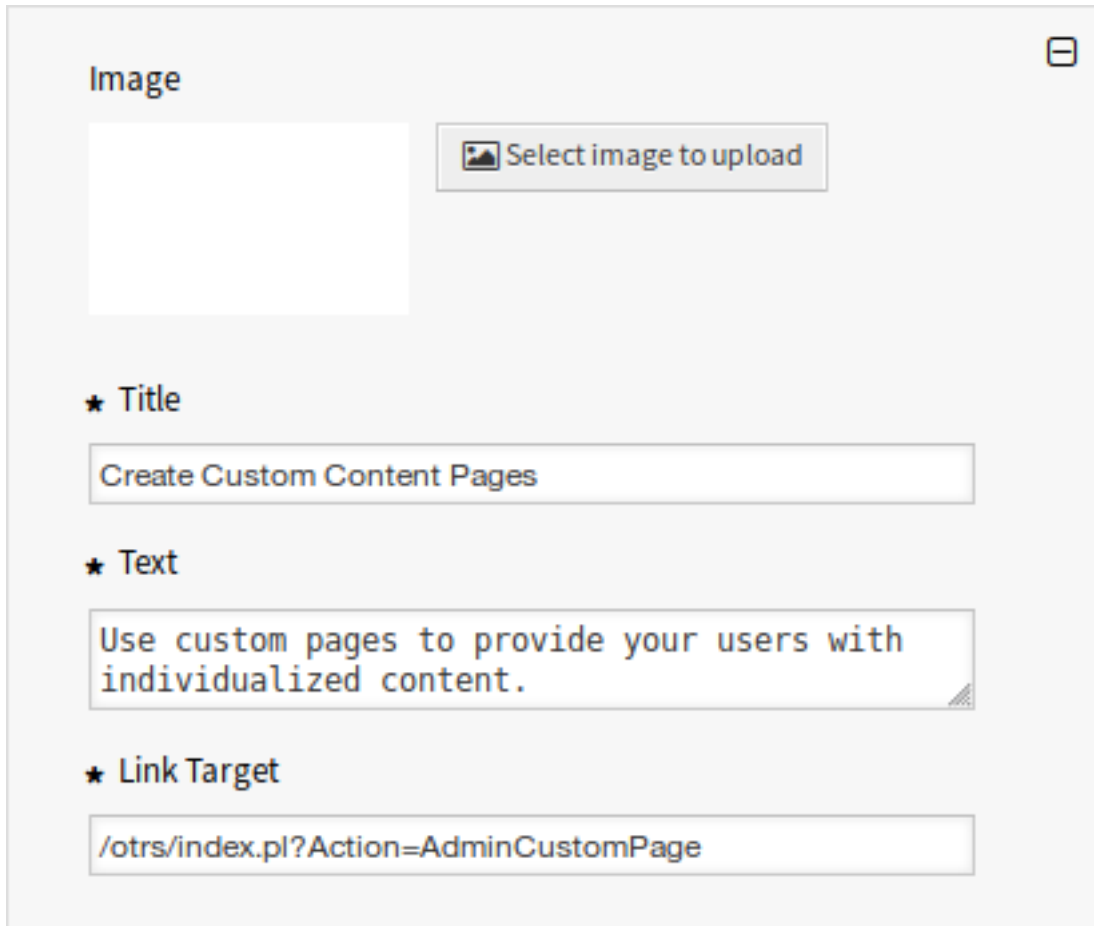 Image
Select image to upload
★ Title
Create Custom Content Pages
★ Text
Use custom pages to provide your users with
individualized content.
★ Link Target
/otrs/index.pl?Action=AdminCustomPage